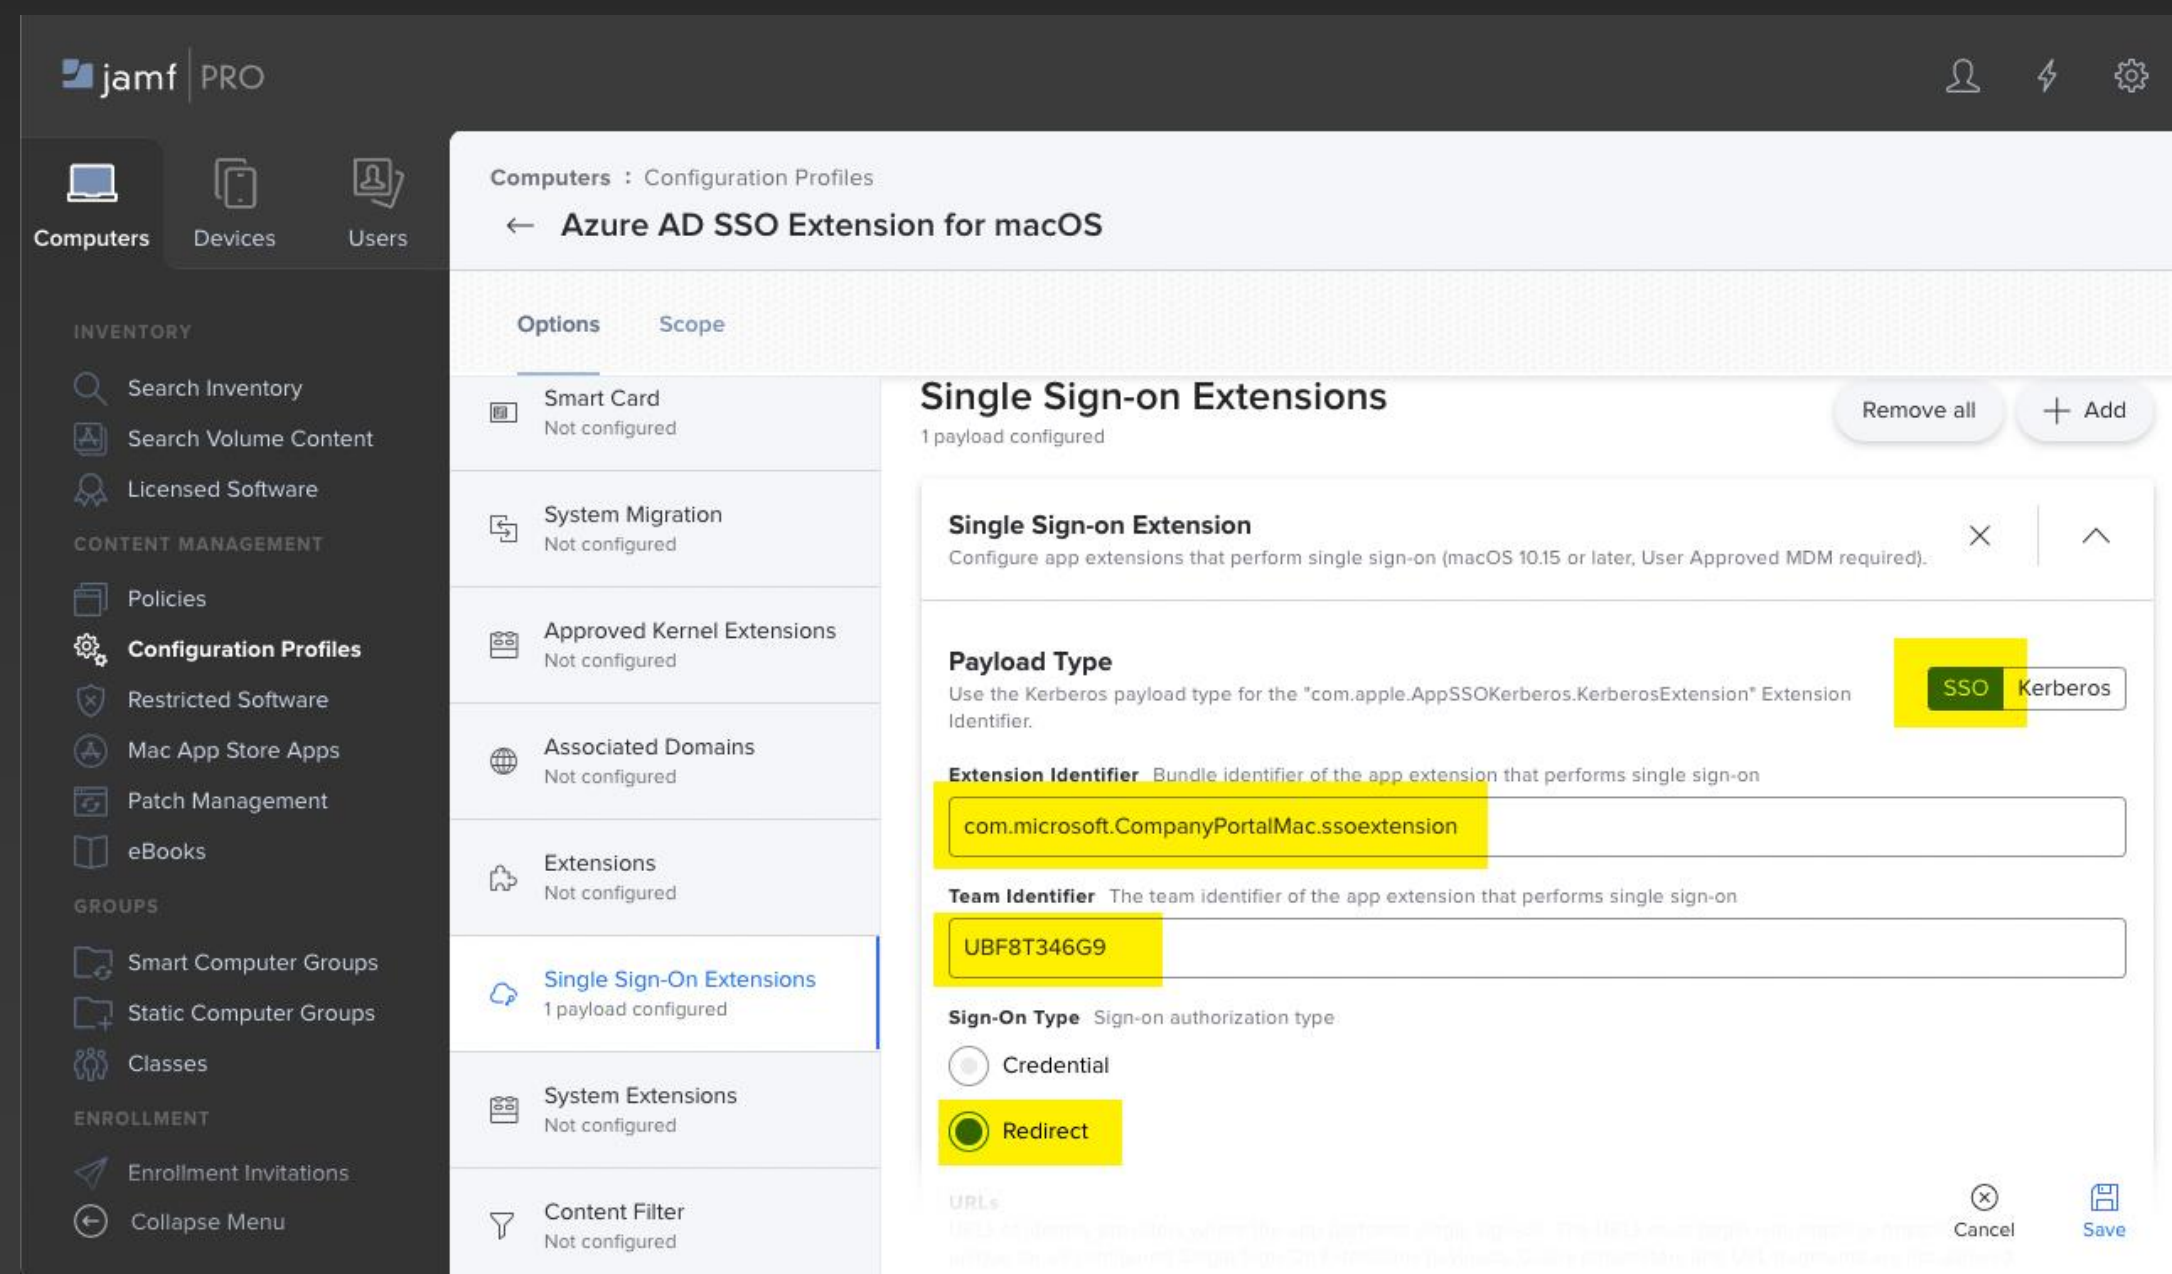 jamf PRO
Computers
Devices
Users
INVENTORY
Search Inventory
Search Volume Content
Licensed Software
CONTENT MANAGEMENT
Policies
Configuration Profiles
Restricted Software
Mac App Store Apps
Patch Management
eBooks
GROUPS
Smart Computer Groups
Static Computer Groups
Classes
ENROLLMENT
Enrollment Invitations
Collapse Menu
Computers : Configuration Profiles
← Azure AD SSO Extension for macOS
Options
Scope
Smart Card
Not configured
System Migration
Not configured
Approved Kernel Extensions
Not configured
Associated Domains
Not configured
Extensions
Not configured
Single Sign-On Extensions
1 payload configured
System Extensions
Not configured
Content Filter
Not configured
Single Sign-on Extensions
1 payload configured
Remove all
+ Add
Single Sign-on Extension
Configure app extensions that perform single sign-on (macOS 10.15 or later, User Approved MDM required).
Payload Type
Use the Kerberos payload type for the "com.apple.AppSSOKerberos.KerberosExtension" Extension
Identifier.
SSO
Kerberos
Extension Identifier Bundle identifier of the app extension that performs single sign-on
com.microsoft.CompanyPortalMac.ssoextension
Team Identifier The team identifier of the app extension that performs single sign-on
UBF8T346G9
Sign-On Type Sign-on authorization type
Credential
Redirect
URLs
Cancel
Save